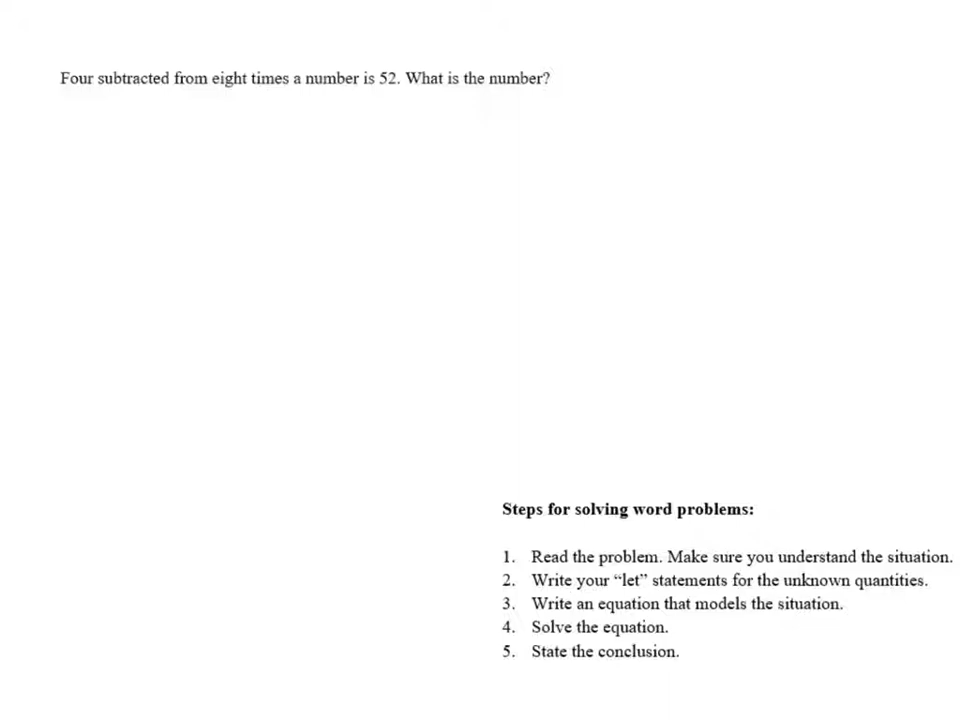 Four subtracted from eight times a number is 52. What is the number?
Steps for solving word problems:
1. Read the problem. Make sure you understand the situation.
2. Write your “let” statements for the unknown quantities.
3. Write an equation that models the situation.
4. Solve the equation.
5. State the conclusion.